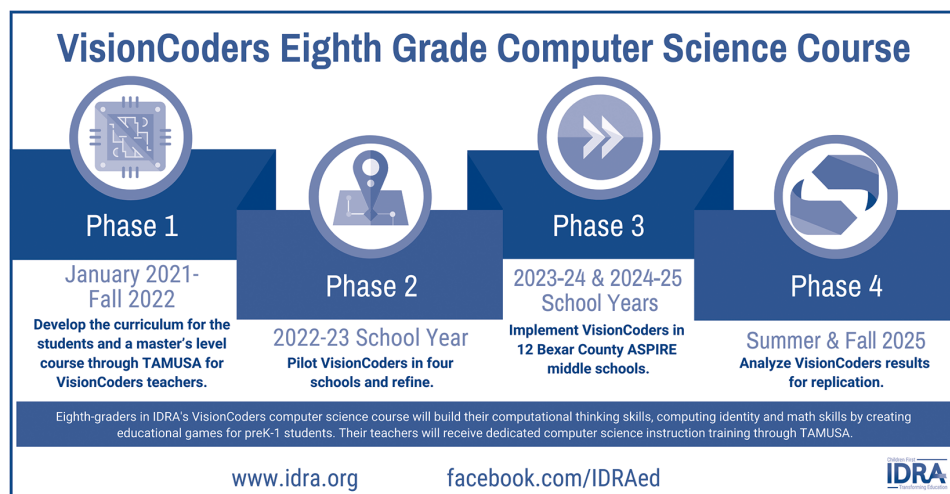 VisionCoders Eighth Grade Computer Science Course
Phase 1
January 2021-
Fall 2022
Develop the curriculum for the
students and a master's level
course through TAMUSA for
VisionCoders teachers.
Phase 2
2022-23 School Year
Pilot VisionCoders in four
schools and refine.
Phase 3
2023-24 & 2024-25
School Years
Implement VisionCoders in
12 Bexar County ASPIRE
middle schools.
Phase 4
Summer & Fall 2025
Analyze VisionCoders results
for replication.
Eighth-graders in IDRA's VisionCoders computer science course will build their computational thinking skills, computing identity and math skills by creating
educational games for preK-1 students. Their teachers will receive dedicated computer science instruction training through TAMUSA.
www.idra.org
facebook.com/IDRAed
Children First
IDRA
Transforming Education